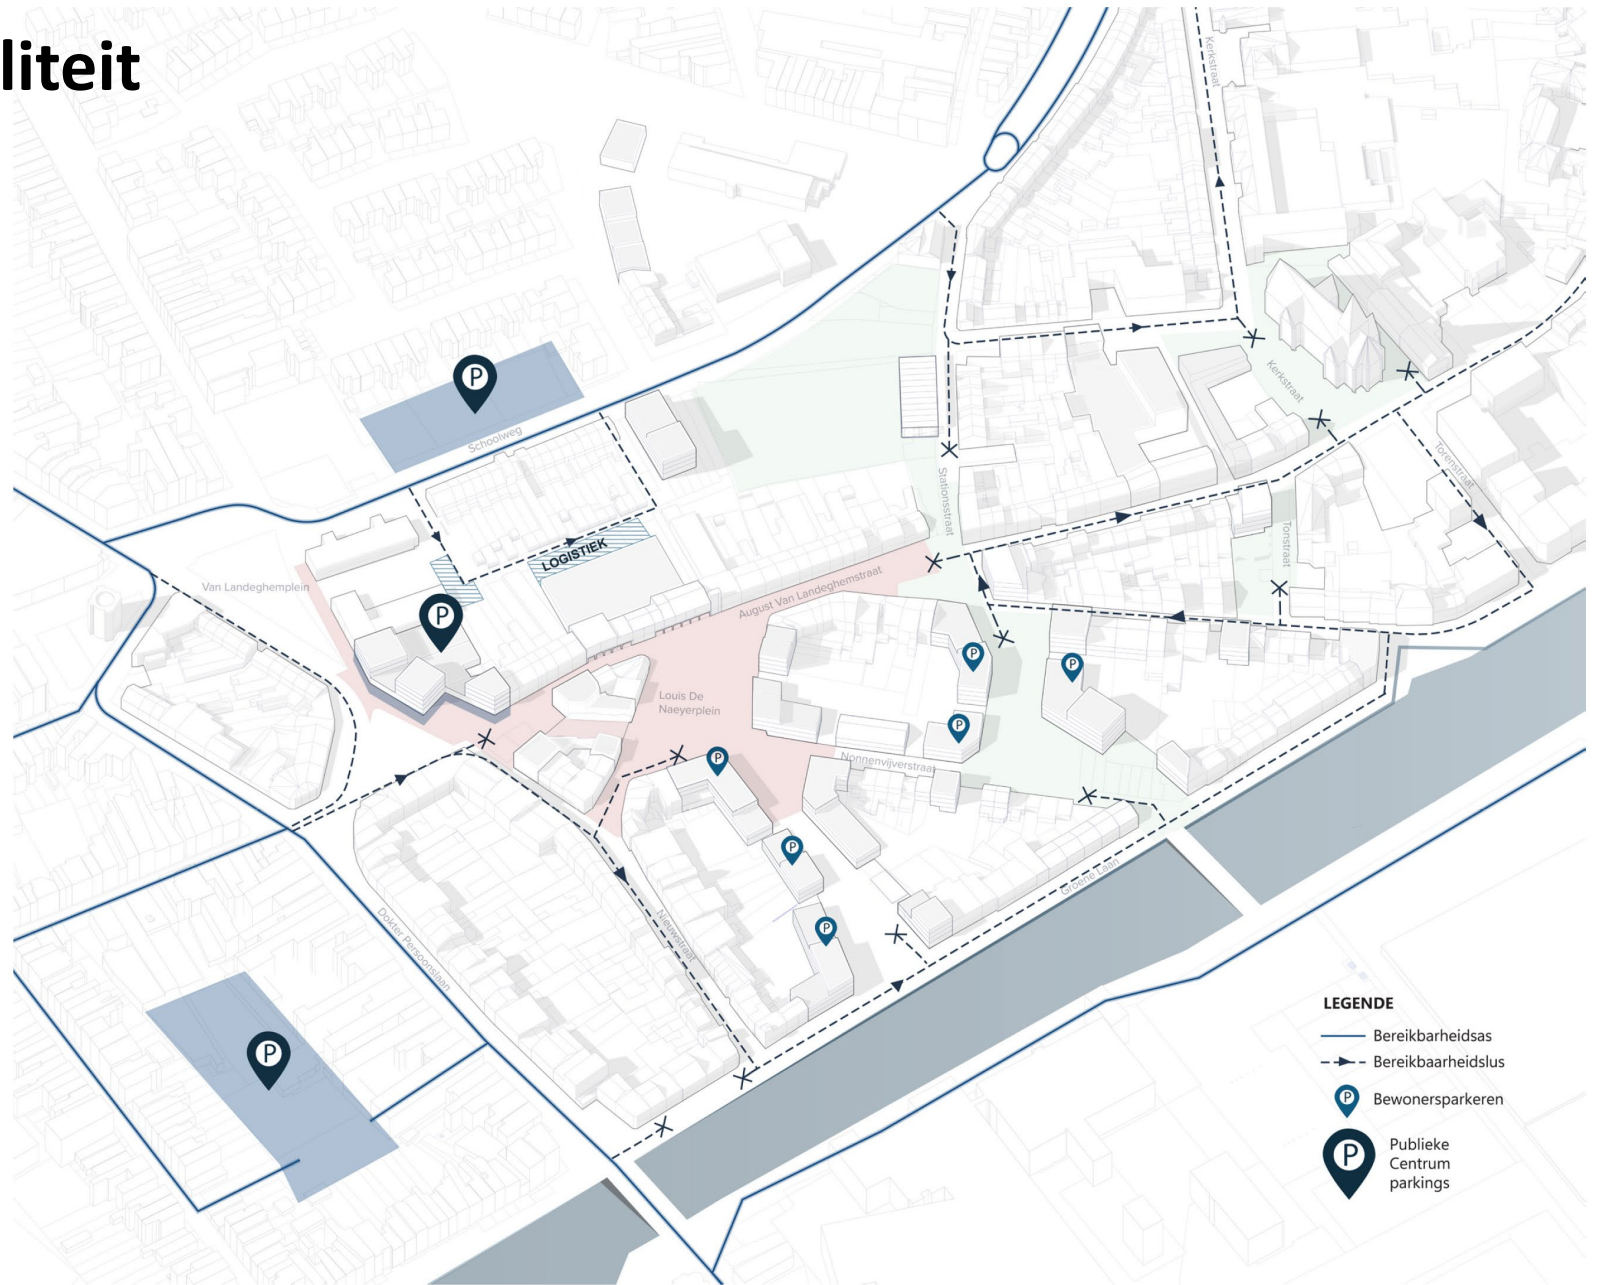 liteit
Kerkstraat
Kerkstraat
Schoolweg
Torenstraat
Stationsstraat
Tonstraat
LOGISTIEK
Van Landeghemplein
August Van Landeghemstraat
Louis De
Naeyerplein
Nonnenvijverstraat
Groene Laan
Dokter Persoonslaan
Nieuwstraat
P
P
P
P
P
P
P
P
P
LEGENDE
Bereikbarheidsas
Bereikbaarheidslus
P
Bewonersparkeren
P
Publieke
Centrum
parkings